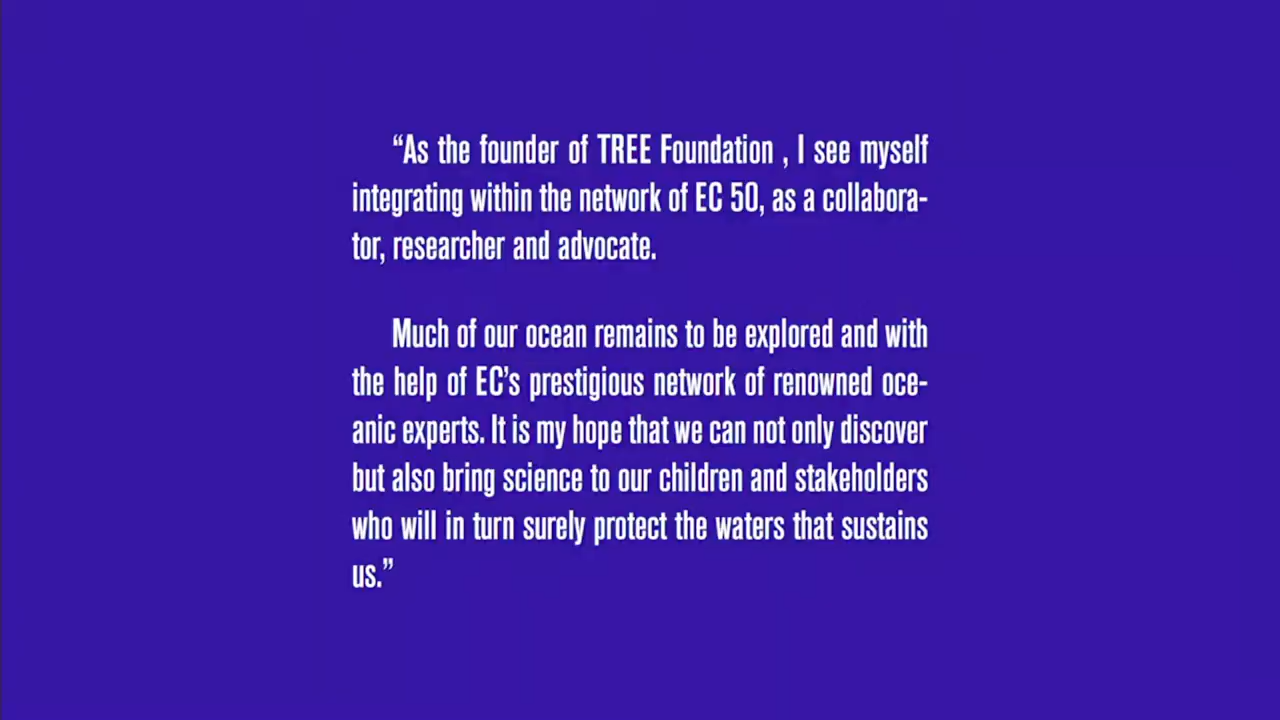 “As the founder of TREE Foundation , I see myself
integrating within the network of EC 50, as a collabora-
tor, researcher and advocate.
Much of our ocean remains to be explored and with
the help of EC’s prestigious network of renowned oce-
anic experts. It is my hope that we can not only discover
but also bring science to our children and stakeholders
who will in turn surely protect the waters that sustains
us.”